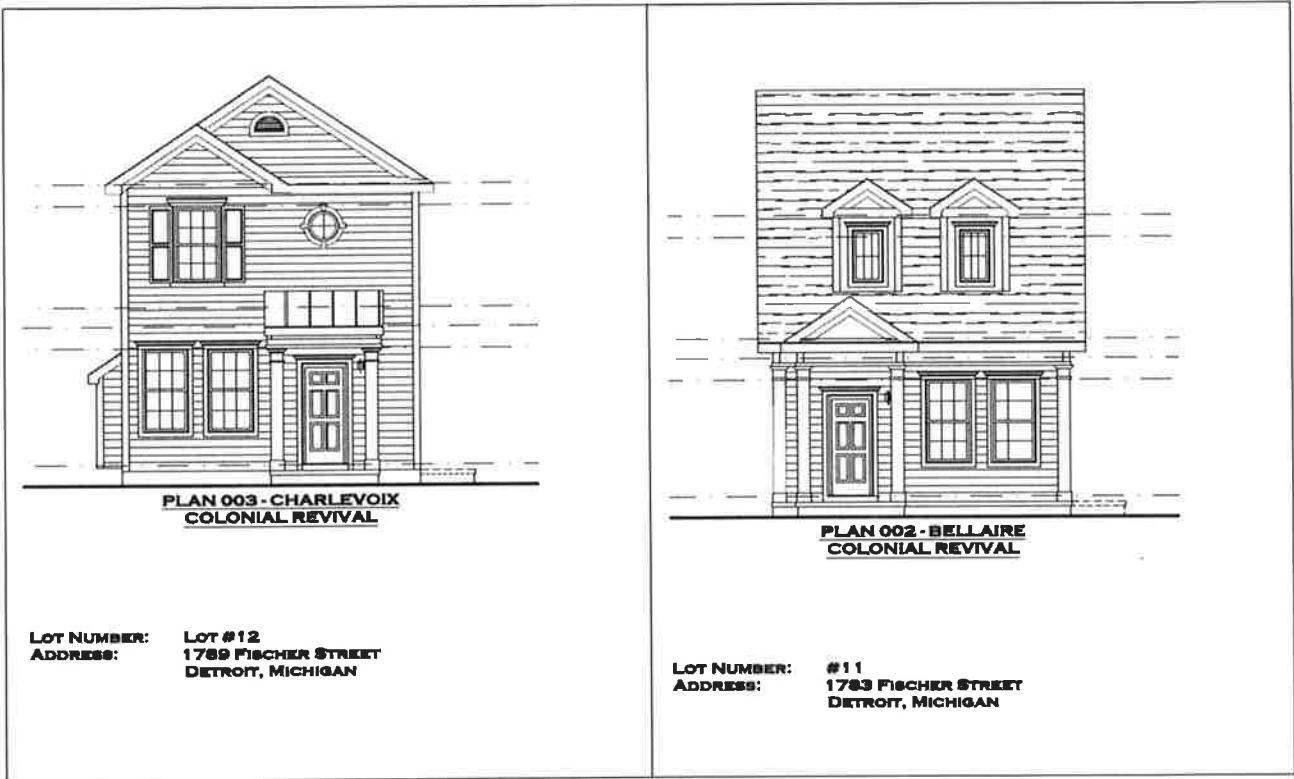 PLAN 003 - CHARLEVOIX
COLONIAL REVIVAL
LOT NUMBER: LOT #12
ADDRESS: 1789 FISCHER STREET
DETROIT, MICHIGAN
PLAN 002 - BELLAIRE
COLONIAL REVIVAL
LOT NUMBER: #11
ADDRESS: 1783 FISCHER STREET
DETROIT, MICHIGAN